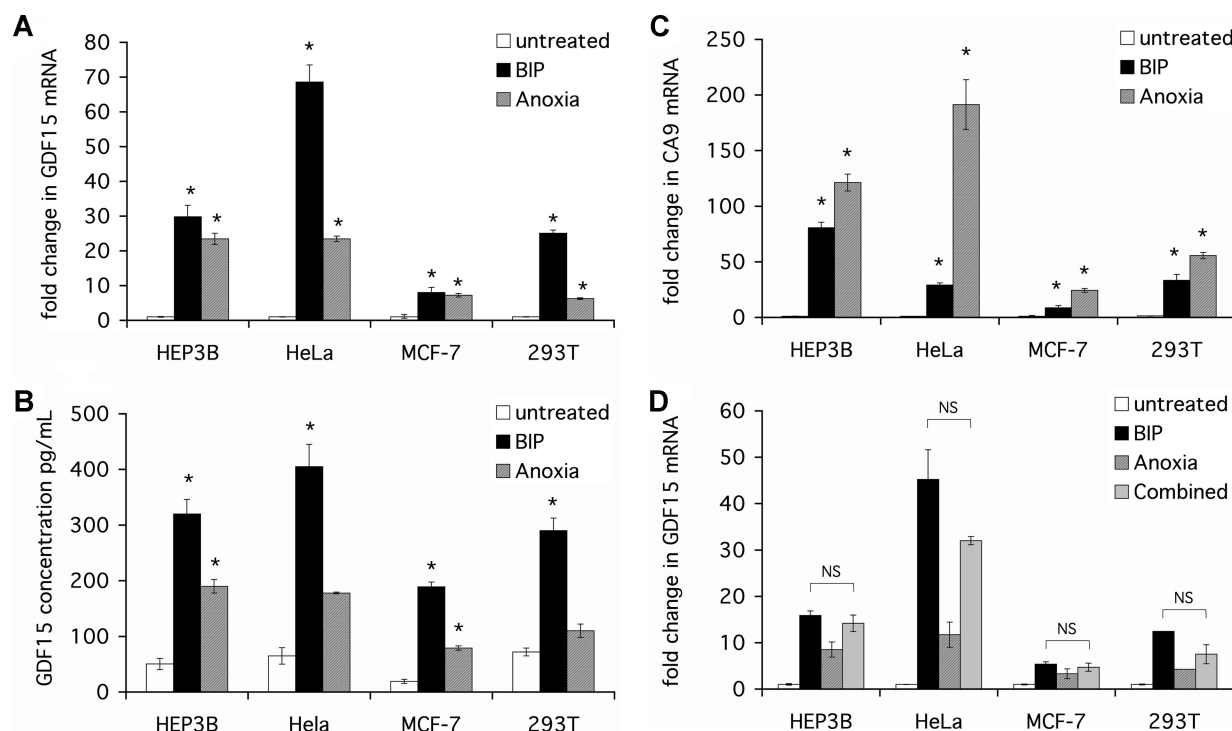 A
fold change in GDF15 mRNA
80
70
60
50
40
30
20
10
0
* * * * * * * *
untreated
BIP
Anoxia
HEP3B HeLa MCF-7 293T
C
fold change in CA9 mRNA
250
200
150
100
50
0
* * * * * * * *
untreated
BIP
Anoxia
HEP3B HeLa MCF-7 293T
B
GDF15 concentration pg/mL
500
400
300
200
100
0
* * * * * *
untreated
BIP
Anoxia
HEP3B Hela MCF-7 293T
D
fold change in GDF15 mRNA
60
50
40
30
20
10
0
NS NS NS NS
untreated
BIP
Anoxia
Combined
HEP3B HeLa MCF-7 293T